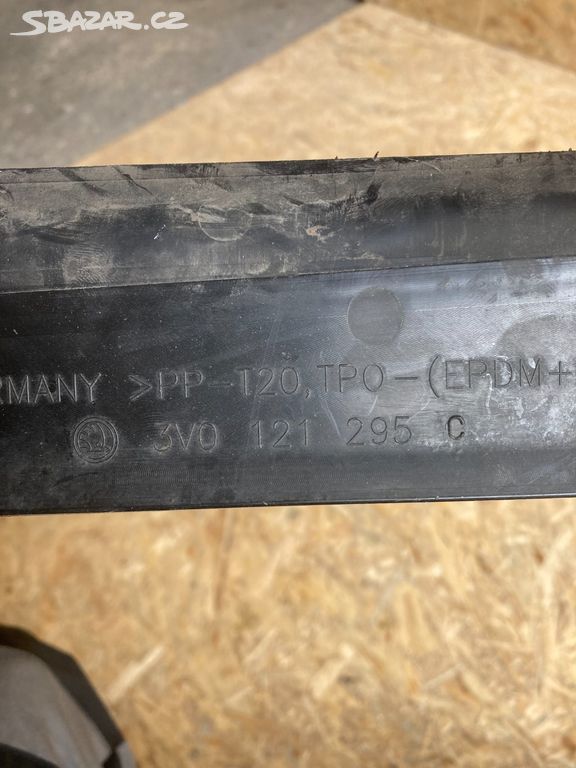 SBAZAR.CZ
RMANY >PP-T20,TPO-(EPDM+
3V0 121 295 C